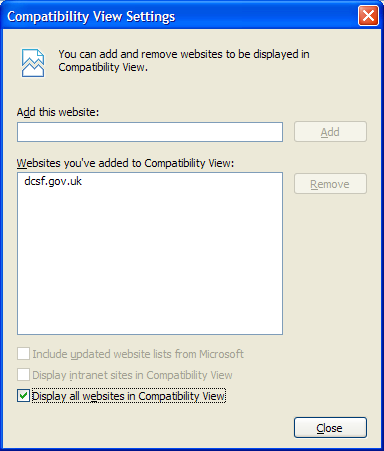 Compatibility View Settings
You can add and remove websites to be displayed in
Compatibility View.
Add this website:
Add
Websites you've added to Compatibility View:
dcsf.gov.uk
Remove
Include updated website lists from Microsoft
Display intranet sites in Compatibility View
Display all websites in Compatibility View
Close